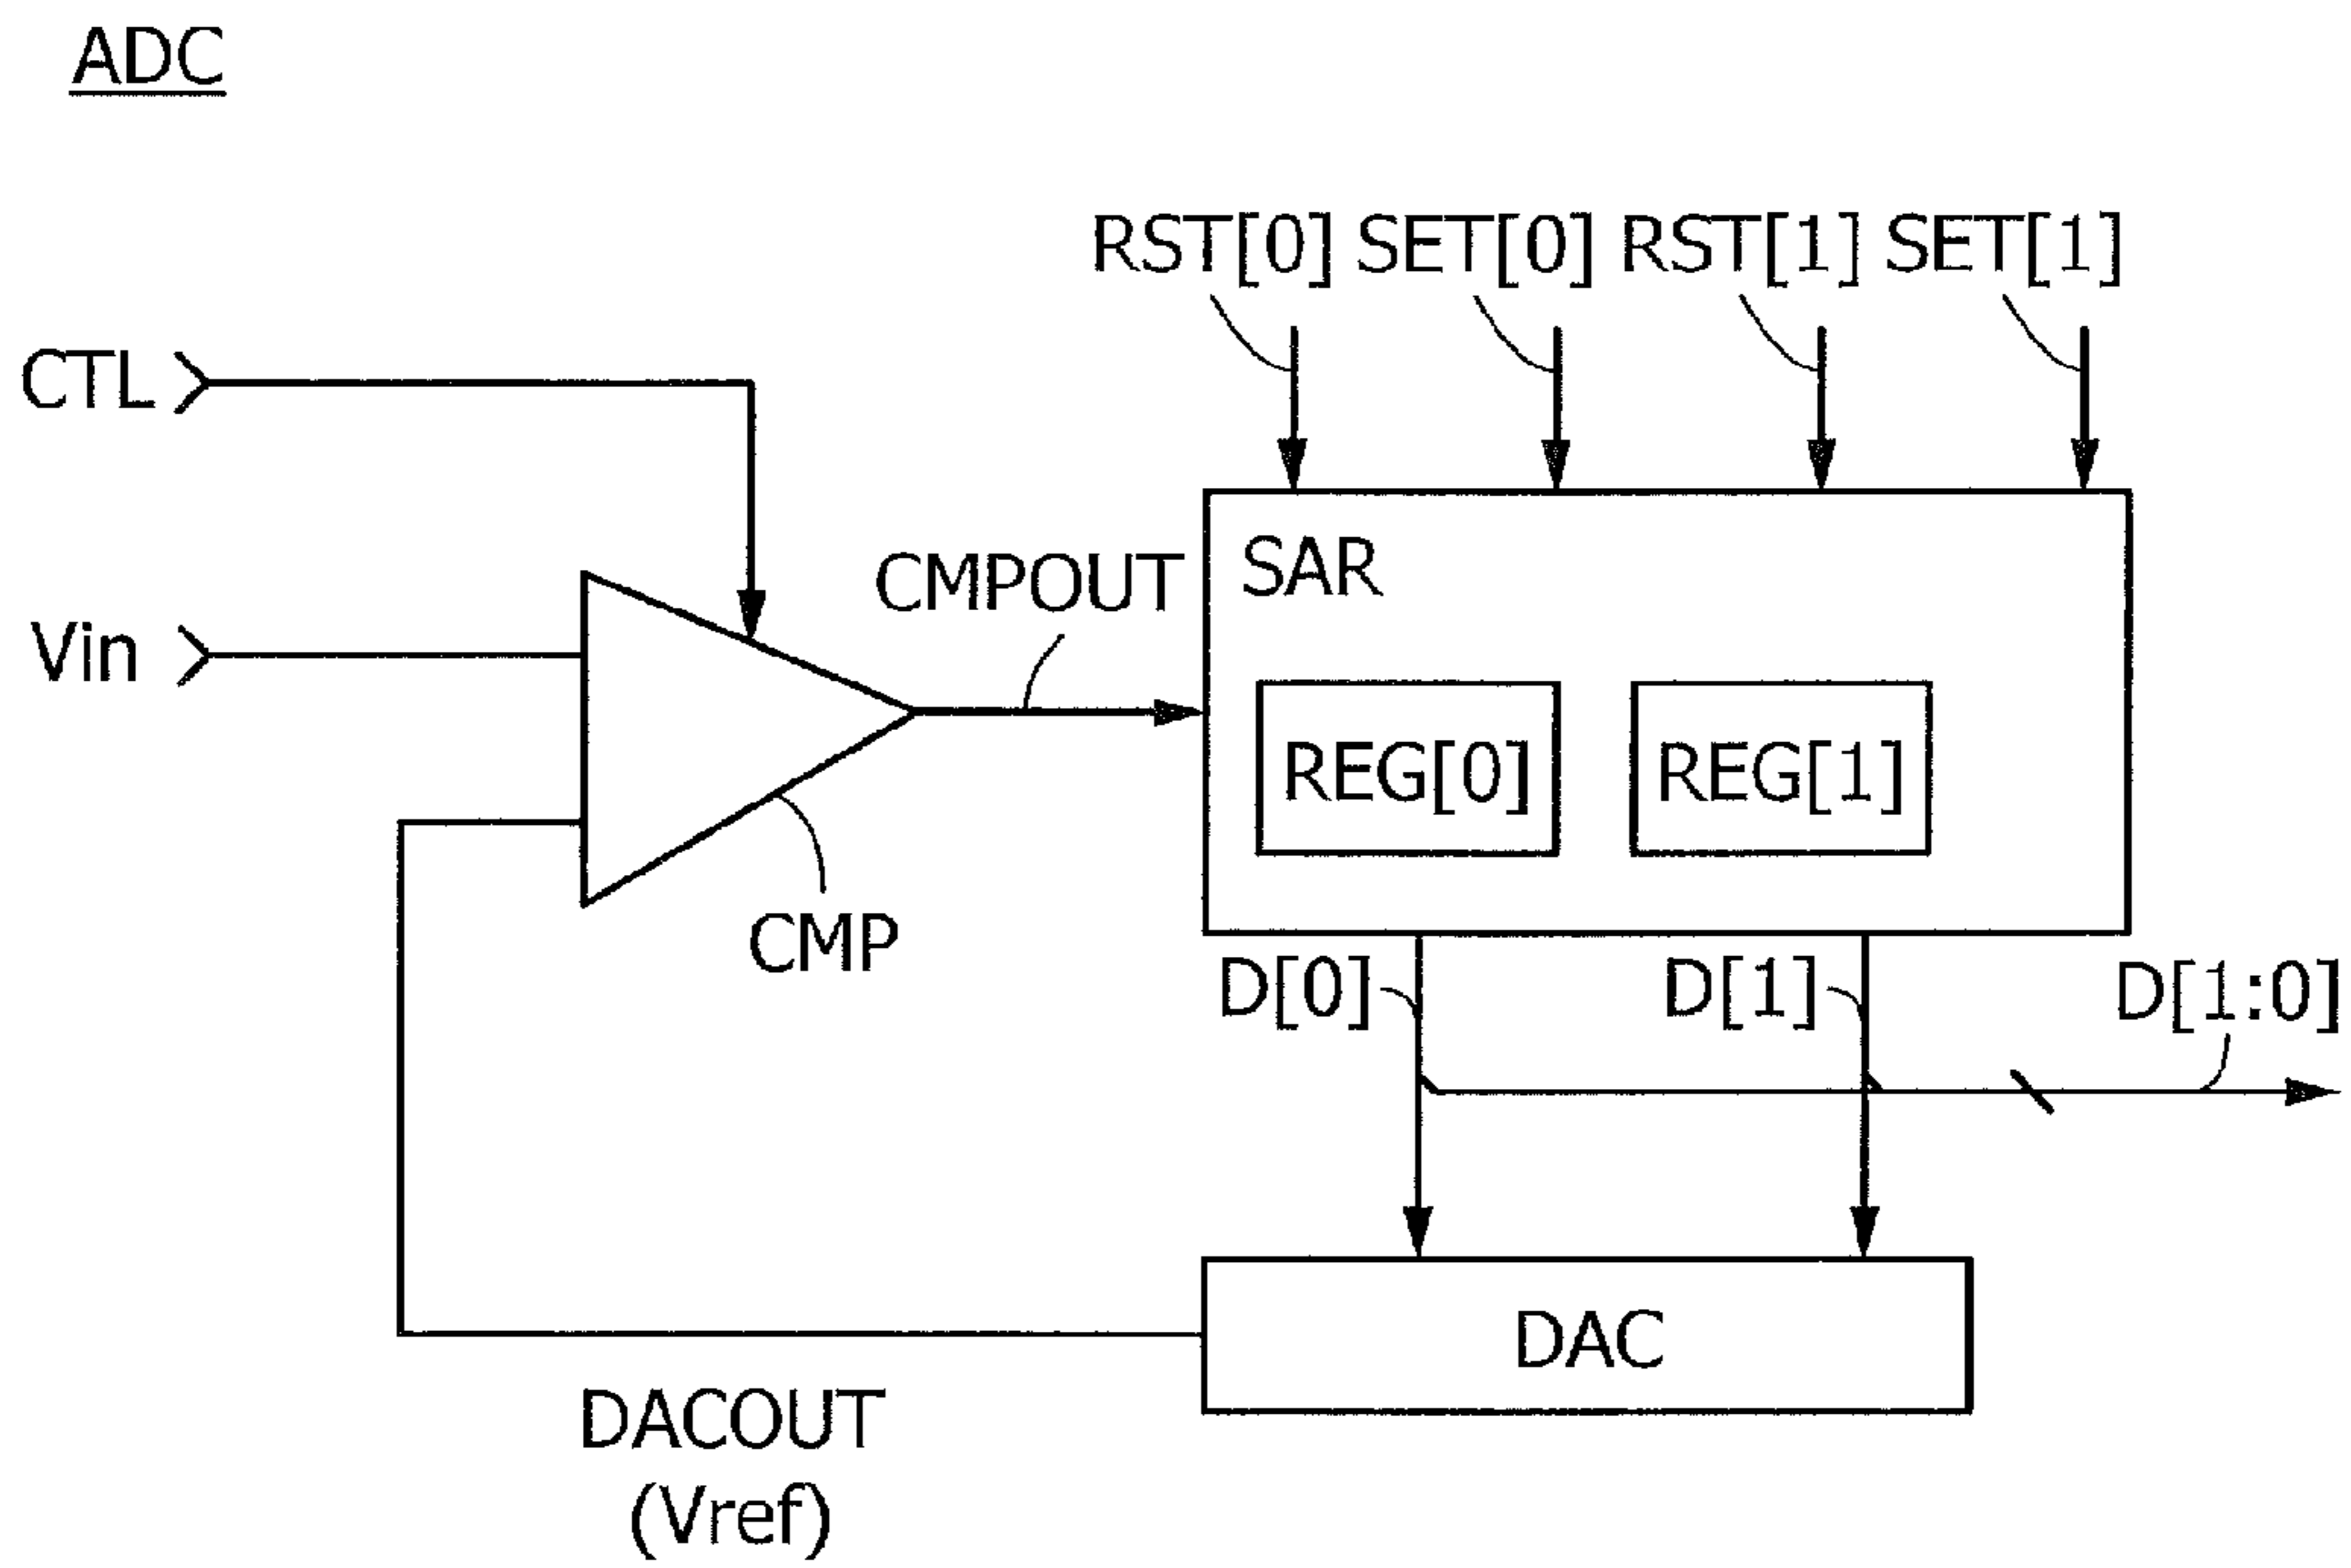 ADC
RST[0] SET[0] RST[1] SET[1]
CTL
CMPOUT
SAR
Vin
REG[0] REG[1]
CMP
D[0] D[1] D[1:0]
DAC
DACOUT
(Vref)